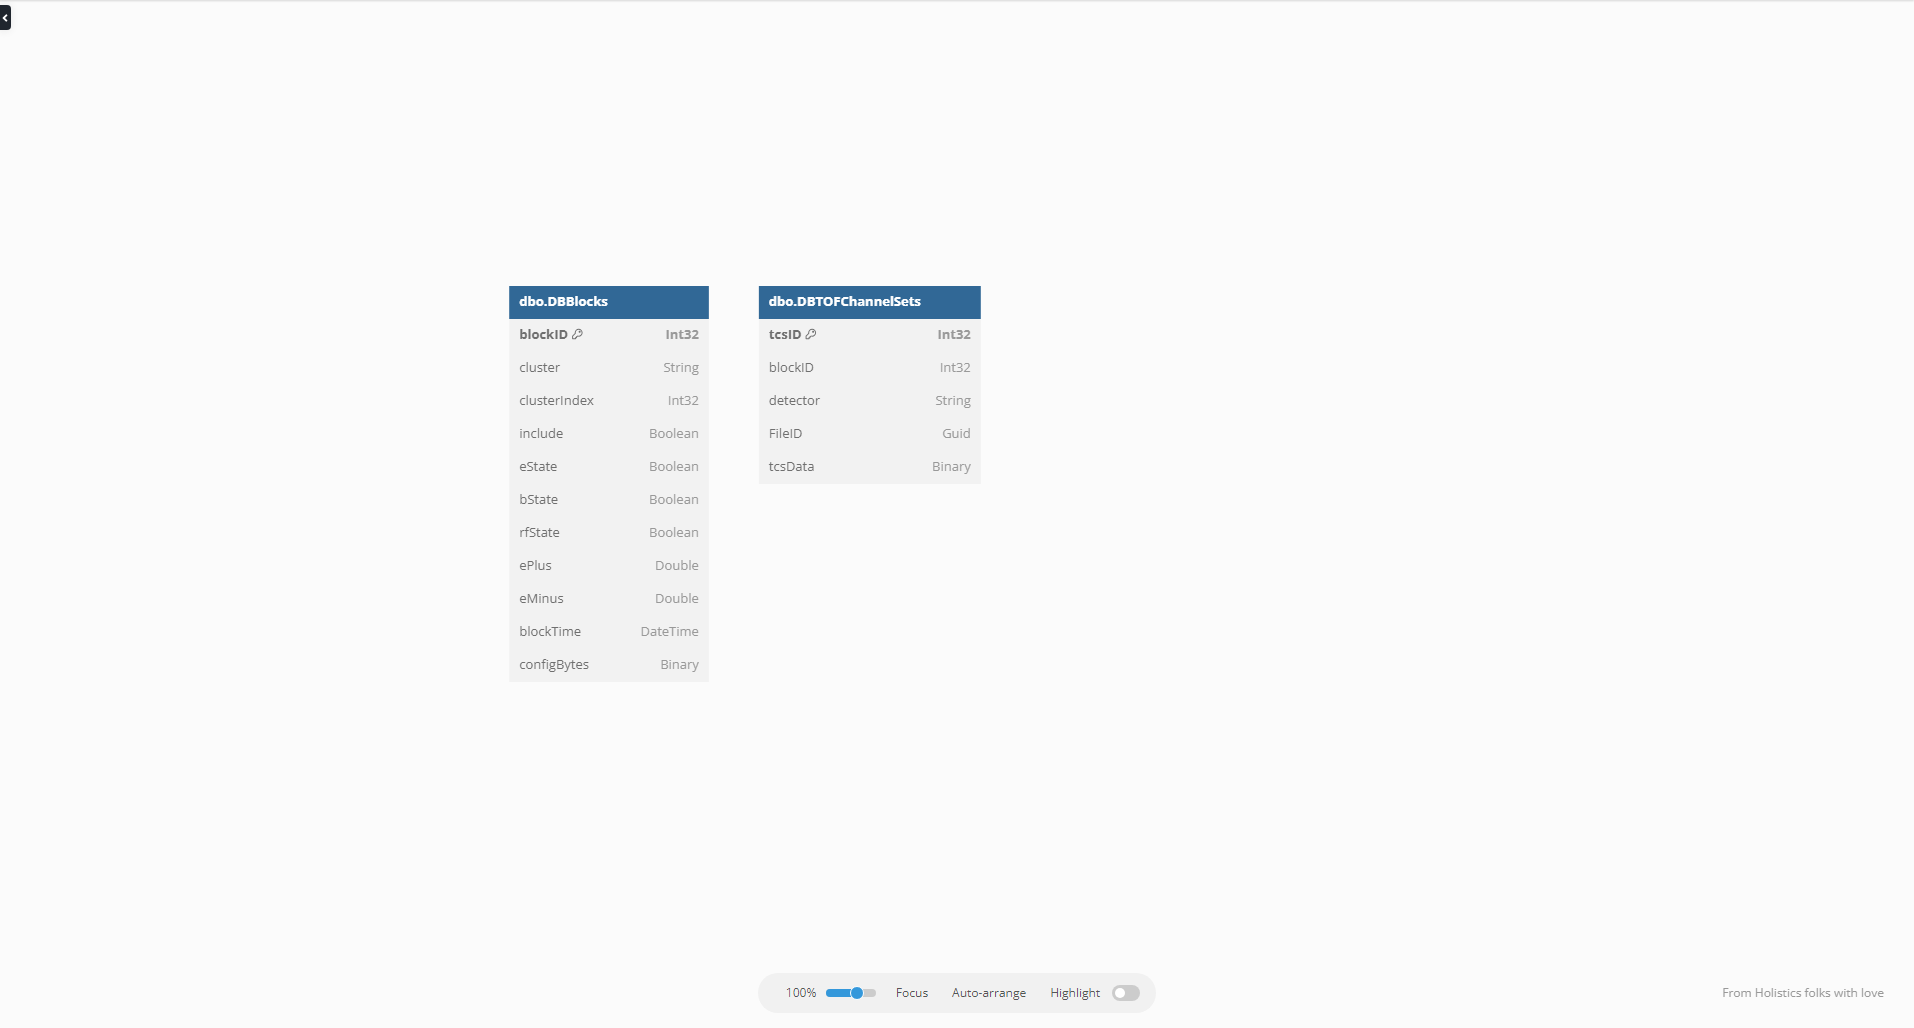 dbo.DBBlocks
blockID Int32
cluster String
clusterIndex Int32
include Boolean
eState Boolean
bState Boolean
rfState Boolean
ePlus Double
eMinus Double
blockTime DateTime
configBytes Binary
dbo.DBTOFChannelSets
tcsID Int32
blockID Int32
detector String
FileID Guid
tcsData Binary
100% Focus Auto-arrange Highlight
From Holistics folks with love